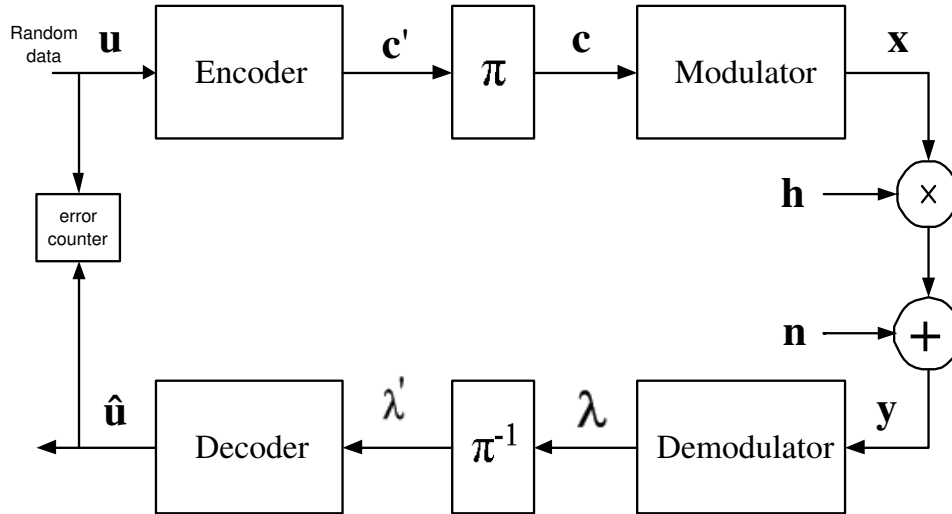 Random
data
u
Encoder
c'
π
c
Modulator
x
h
×
error
counter
n
+
û
Decoder
λ'
π-1
λ
Demodulator
y